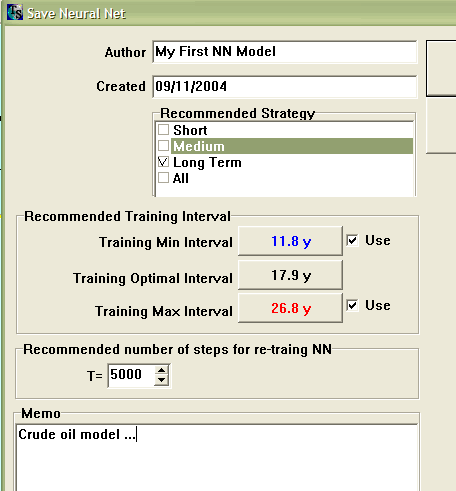 Save Neural Net
Author My First NN Model
Created 09/11/2004
Recommended Strategy
Short
Medium
Long Term
All
Recommended Training Interval
Training Min Interval 11.8 y Use
Training Optimal Interval 17.9 y
Training Max Interval 26.8 y Use
Recommended number of steps for re-traing NN
T= 5000
Memo
Crude oil model ...